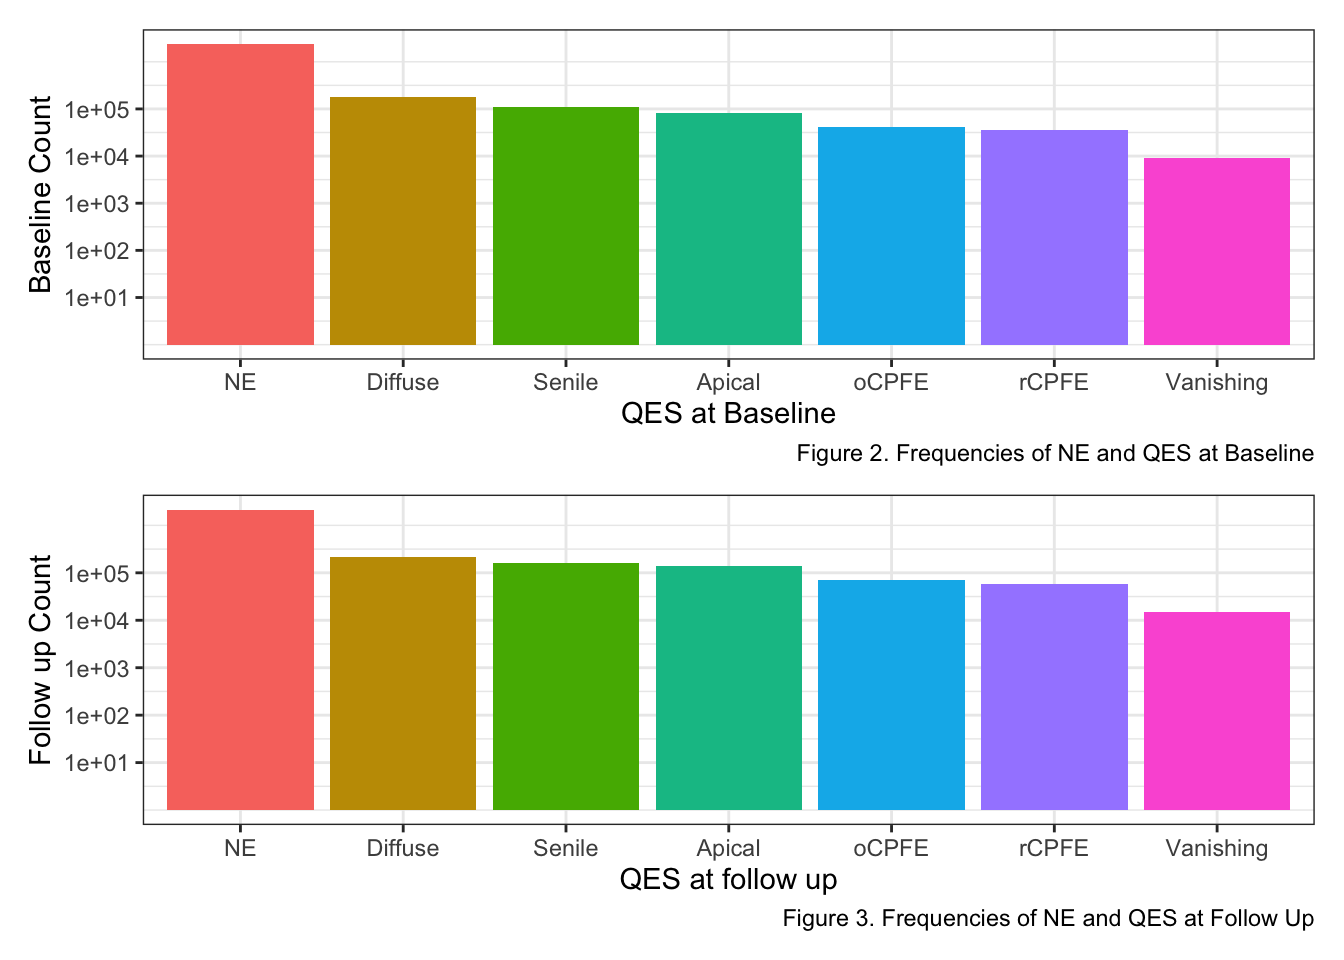 Baseline Count
1e+05
1e+04
1e+03
1e+02
1e+01
NE Diffuse Senile Apical oCPFE rCPFE Vanishing
QES at Baseline
Figure 2. Frequencies of NE and QES at Baseline
Follow up Count
1e+05
1e+04
1e+03
1e+02
1e+01
NE Diffuse Senile Apical oCPFE rCPFE Vanishing
QES at follow up
Figure 3. Frequencies of NE and QES at Follow Up